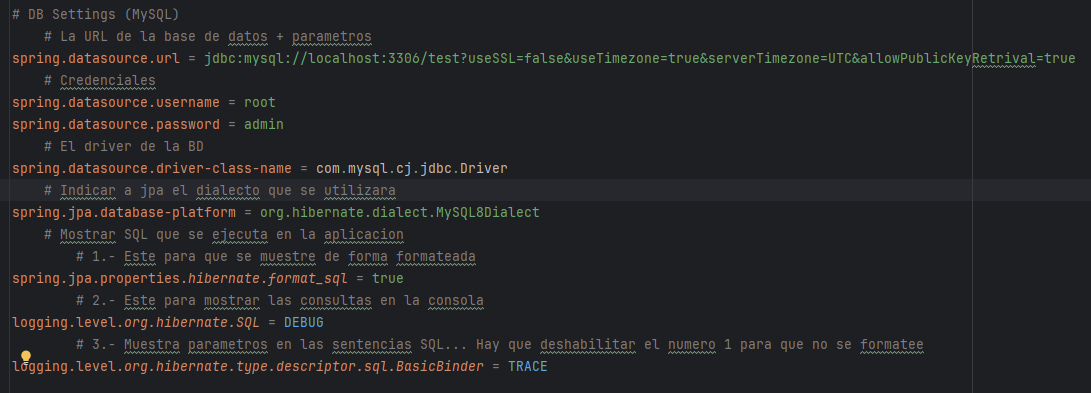 # DB Settings (MySQL)
# La URL de la base de datos + parametros
spring.datasource.url = jdbc:mysql://localhost:3306/test?useSSL=false&useTimezone=true&serverTimezone=UTC&allowPublicKeyRetrival=true
# Credenciales
spring.datasource.username = root
spring.datasource.password = admin
# El driver de la BD
spring.datasource.driver-class-name = com.mysql.cj.jdbc.Driver
# Indicar a jpa el dialecto que se utilizara
spring.jpa.database-platform = org.hibernate.dialect.MySQL8Dialect
# Mostrar SQL que se ejecuta en la aplicacion
# 1.- Este para que se muestre de forma formateada
spring.jpa.properties.hibernate.format_sql = true
# 2.- Este para mostrar las consultas en la consola
logging.level.org.hibernate.SQL = DEBUG
# 3.- Muestra parametros en las sentencias SQL... Hay que deshabilitar el numero 1 para que no se formatee
logging.level.org.hibernate.type.descriptor.sql.BasicBinder = TRACE